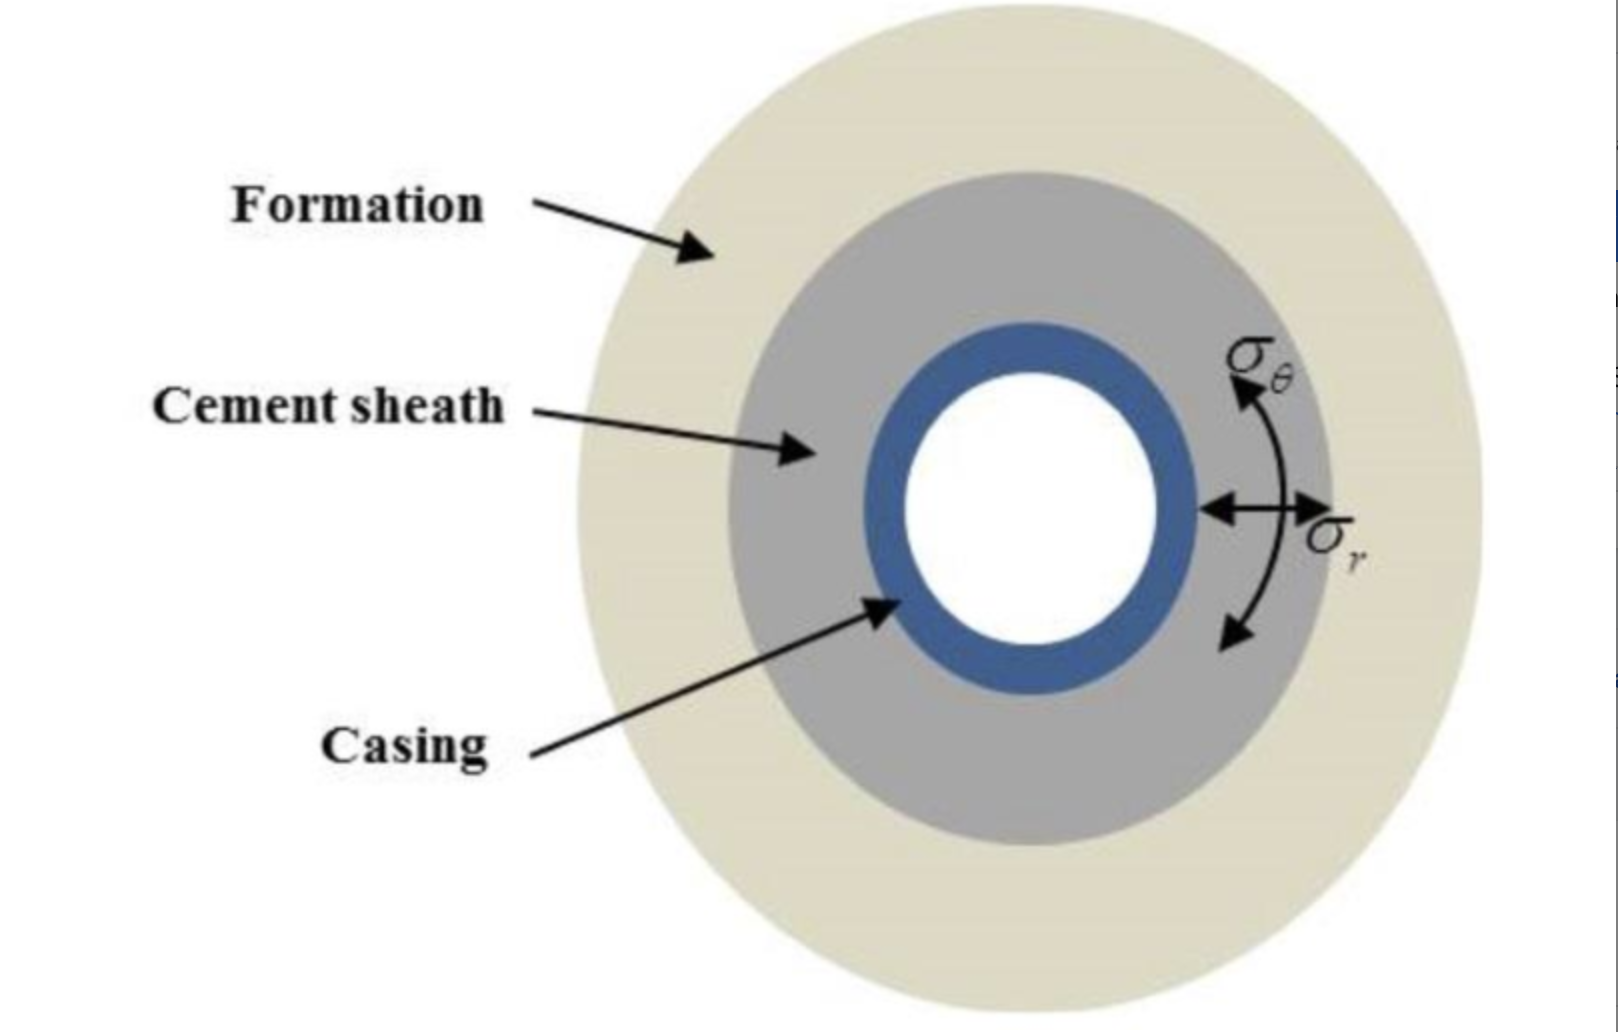 Formation
Cement sheath
Casing
σθ
σr